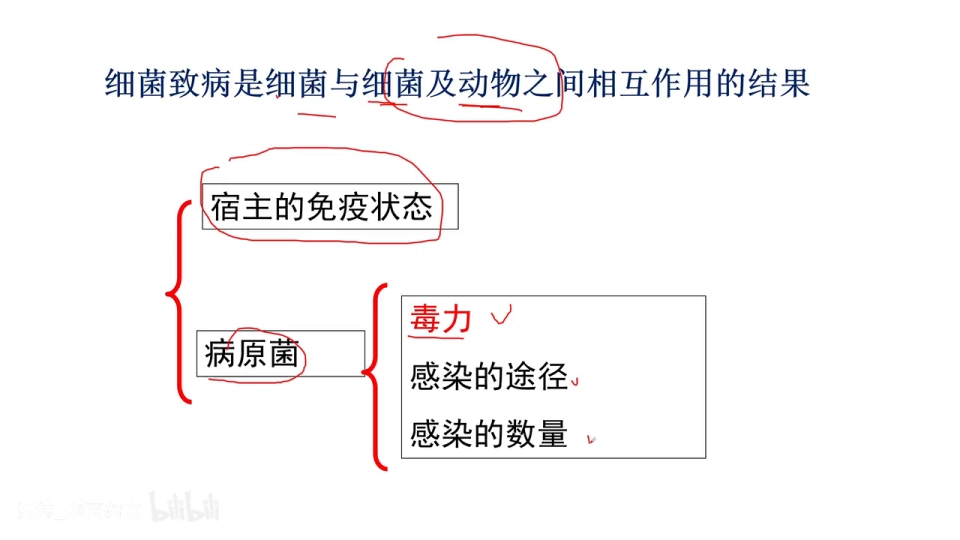 细菌致病是细菌与细菌及动物之间相互作用的结果
宿主的免疫状态
病原菌
毒力
感染的途径
感染的数量
bilibili